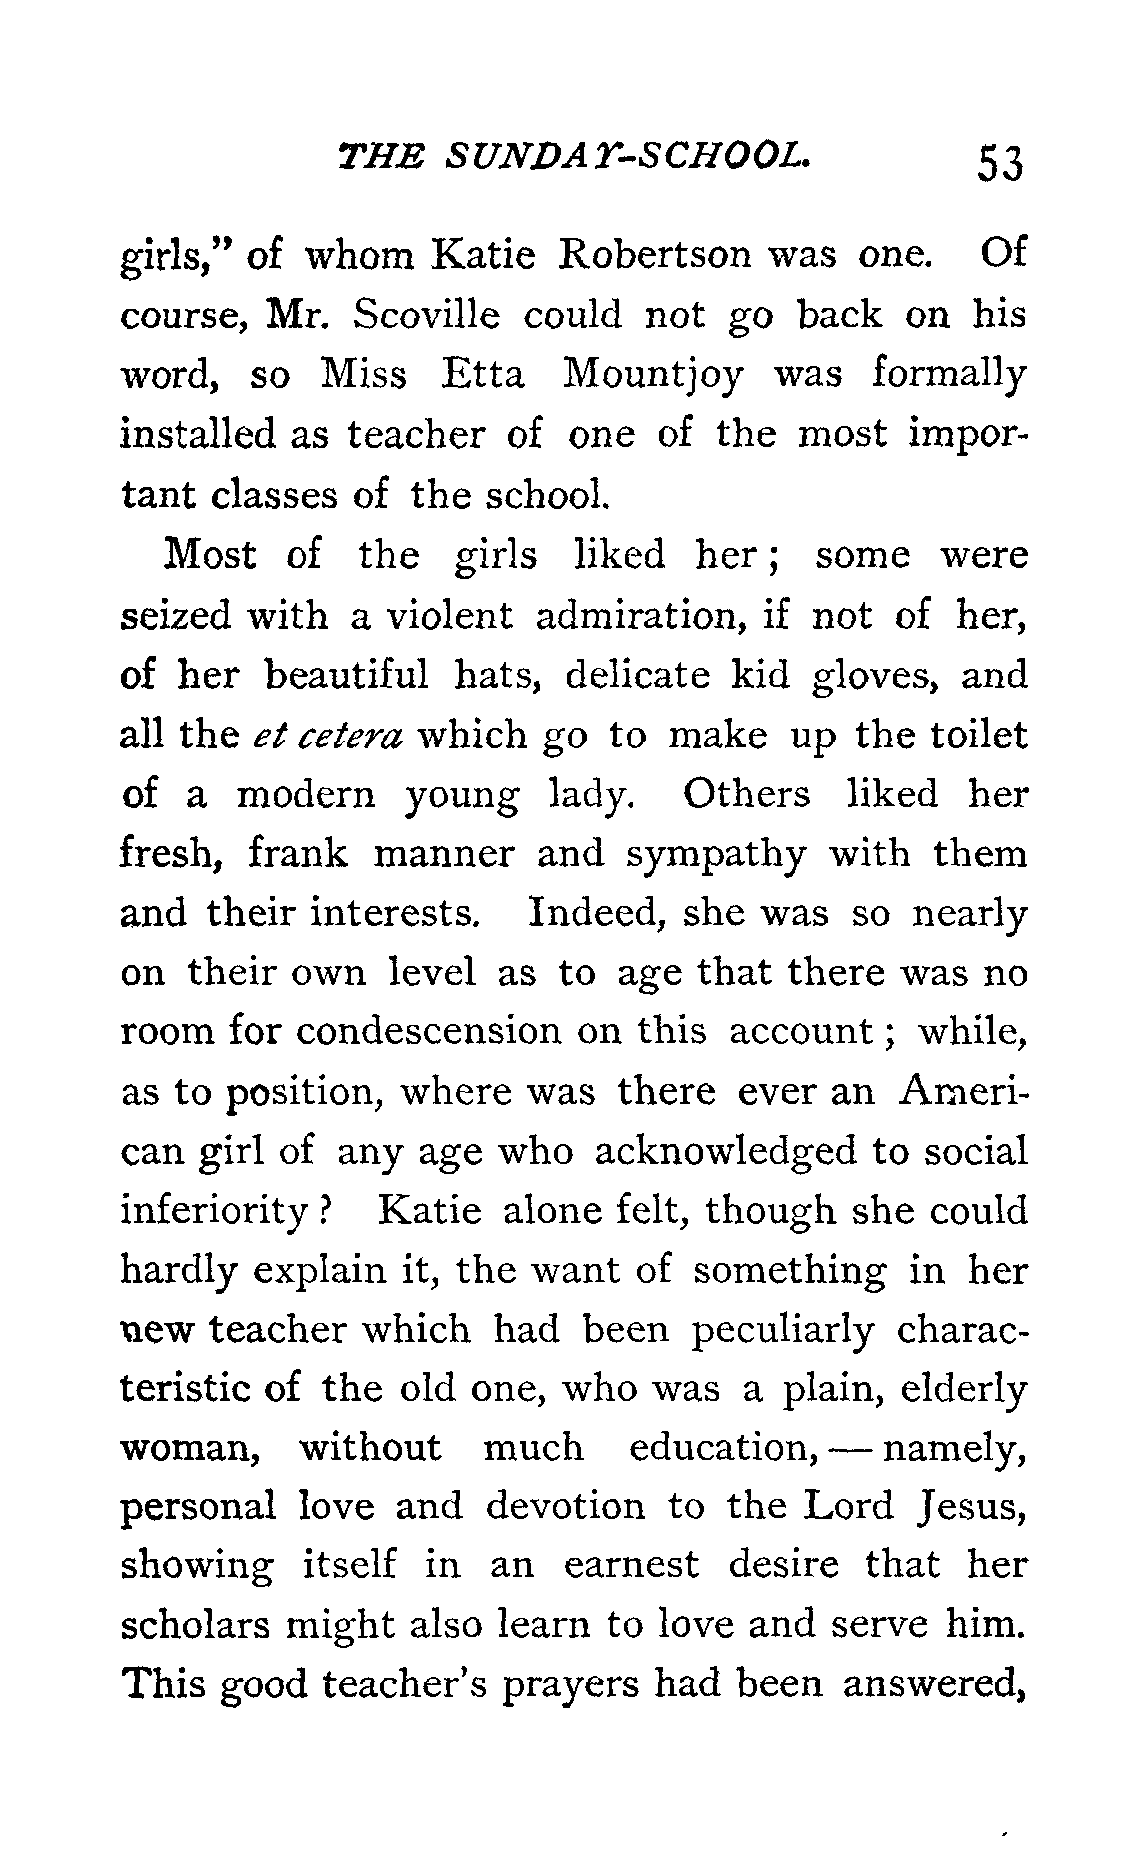 THE SUNDAY-SCHOOL. 53
girls,” of whom Katie Robertson was one. Of
course, Mr. Scoville could not go back on his
word, so Miss Etta Mountjoy was formally
installed as teacher of one of the most impor-
tant classes of the school.
Most of the girls liked her ; some were
seized with a violent admiration, if not of her,
of her beautiful hats, delicate kid gloves, and
all the et cetera which go to make up the toilet
of a modern young lady. Others liked her
fresh, frank manner and sympathy with them
and their interests. Indeed, she was so nearly
on their own level as to age that there was no
room for condescension on this account ; while,
as to position, where was there ever an Ameri-
can girl of any age who acknowledged to social
inferiority ? Katie alone felt, though she could
hardly explain it, the want of something in her
new teacher which had been peculiarly charac-
teristic of the old one, who was a plain, elderly
woman, without much education, — namely,
personal love and devotion to the Lord Jesus,
showing itself in an earnest desire that her
scholars might also learn to love and serve him.
This good teacher’s prayers had been answered,